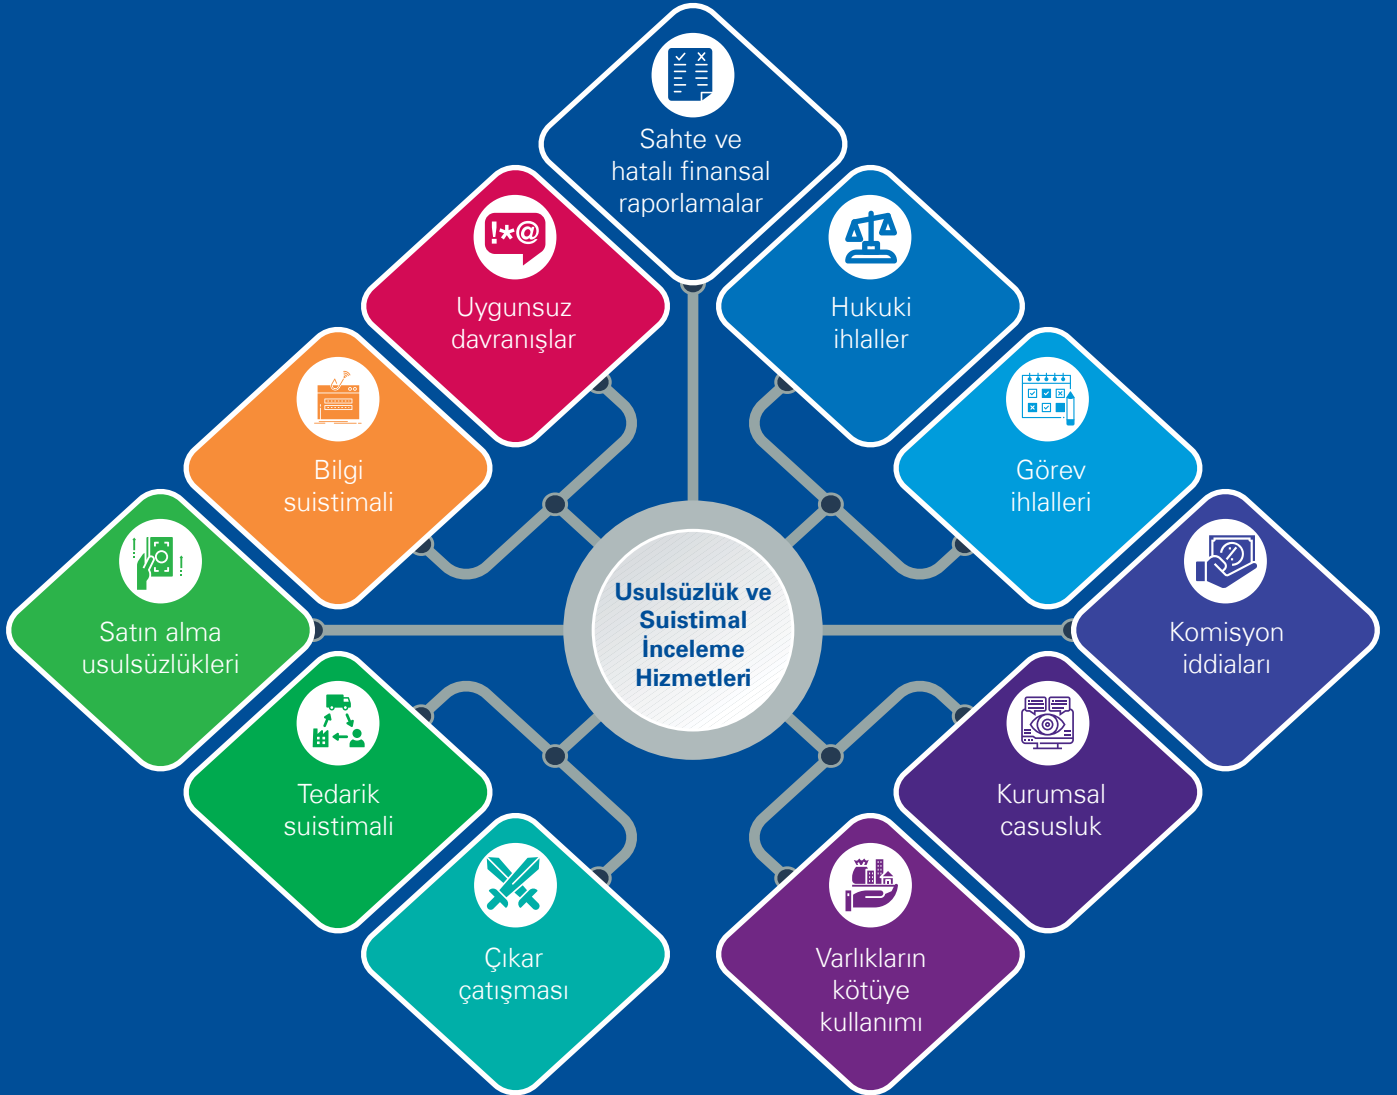 Sahte ve
hatalı finansal
raporlamalar
!*@
Uygunsuz
davranışlar
Hukuki
ihlaller
Bilgi
suistimali
Görev
ihlalleri
Satın alma
usulsüzlükleri
Usulsüzlük ve
Suistimal
İnceleme
Hizmetleri
Komisyon
iddiaları
Tedarik
suistimali
Kurumsal
casusluk
Çıkar
çatışması
Varlıkların
kötüye
kullanımı